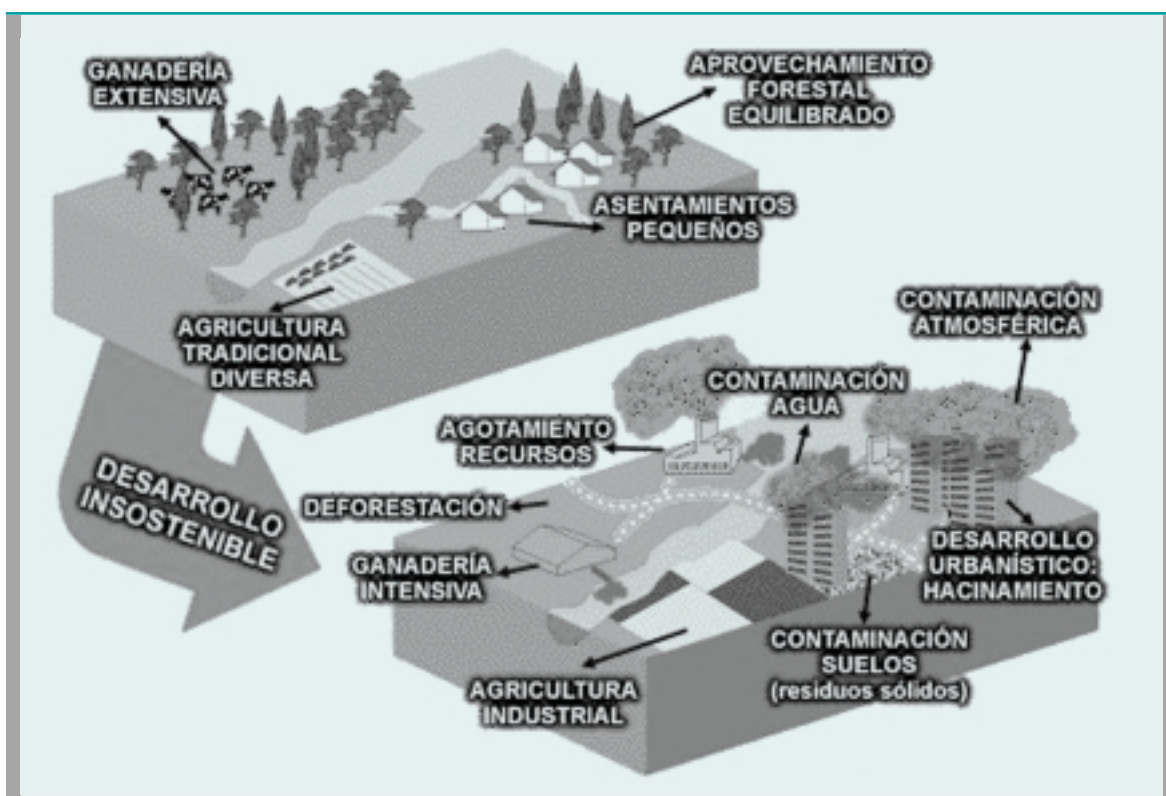 GANADERÍA
EXTENSIVA
APROVECHAMIENTO
FORESTAL
EQUILIBRADO
ASENTAMIENTOS
PEQUEÑOS
AGRICULTURA
TRADICIONAL
DIVERSA
DESARROLLO
INSOSTENIBLE
CONTAMINACIÓN
ATMOSFÉRICA
CONTAMINACIÓN
AGUA
AGOTAMIENTO
RECURSOS
DEFORESTACIÓN
GANADERÍA
INTENSIVA
DESARROLLO
URBANÍSTICO:
HACINAMIENTO
CONTAMINACIÓN
SUELOS
(residuos sólidos)
AGRICULTURA
INDUSTRIAL